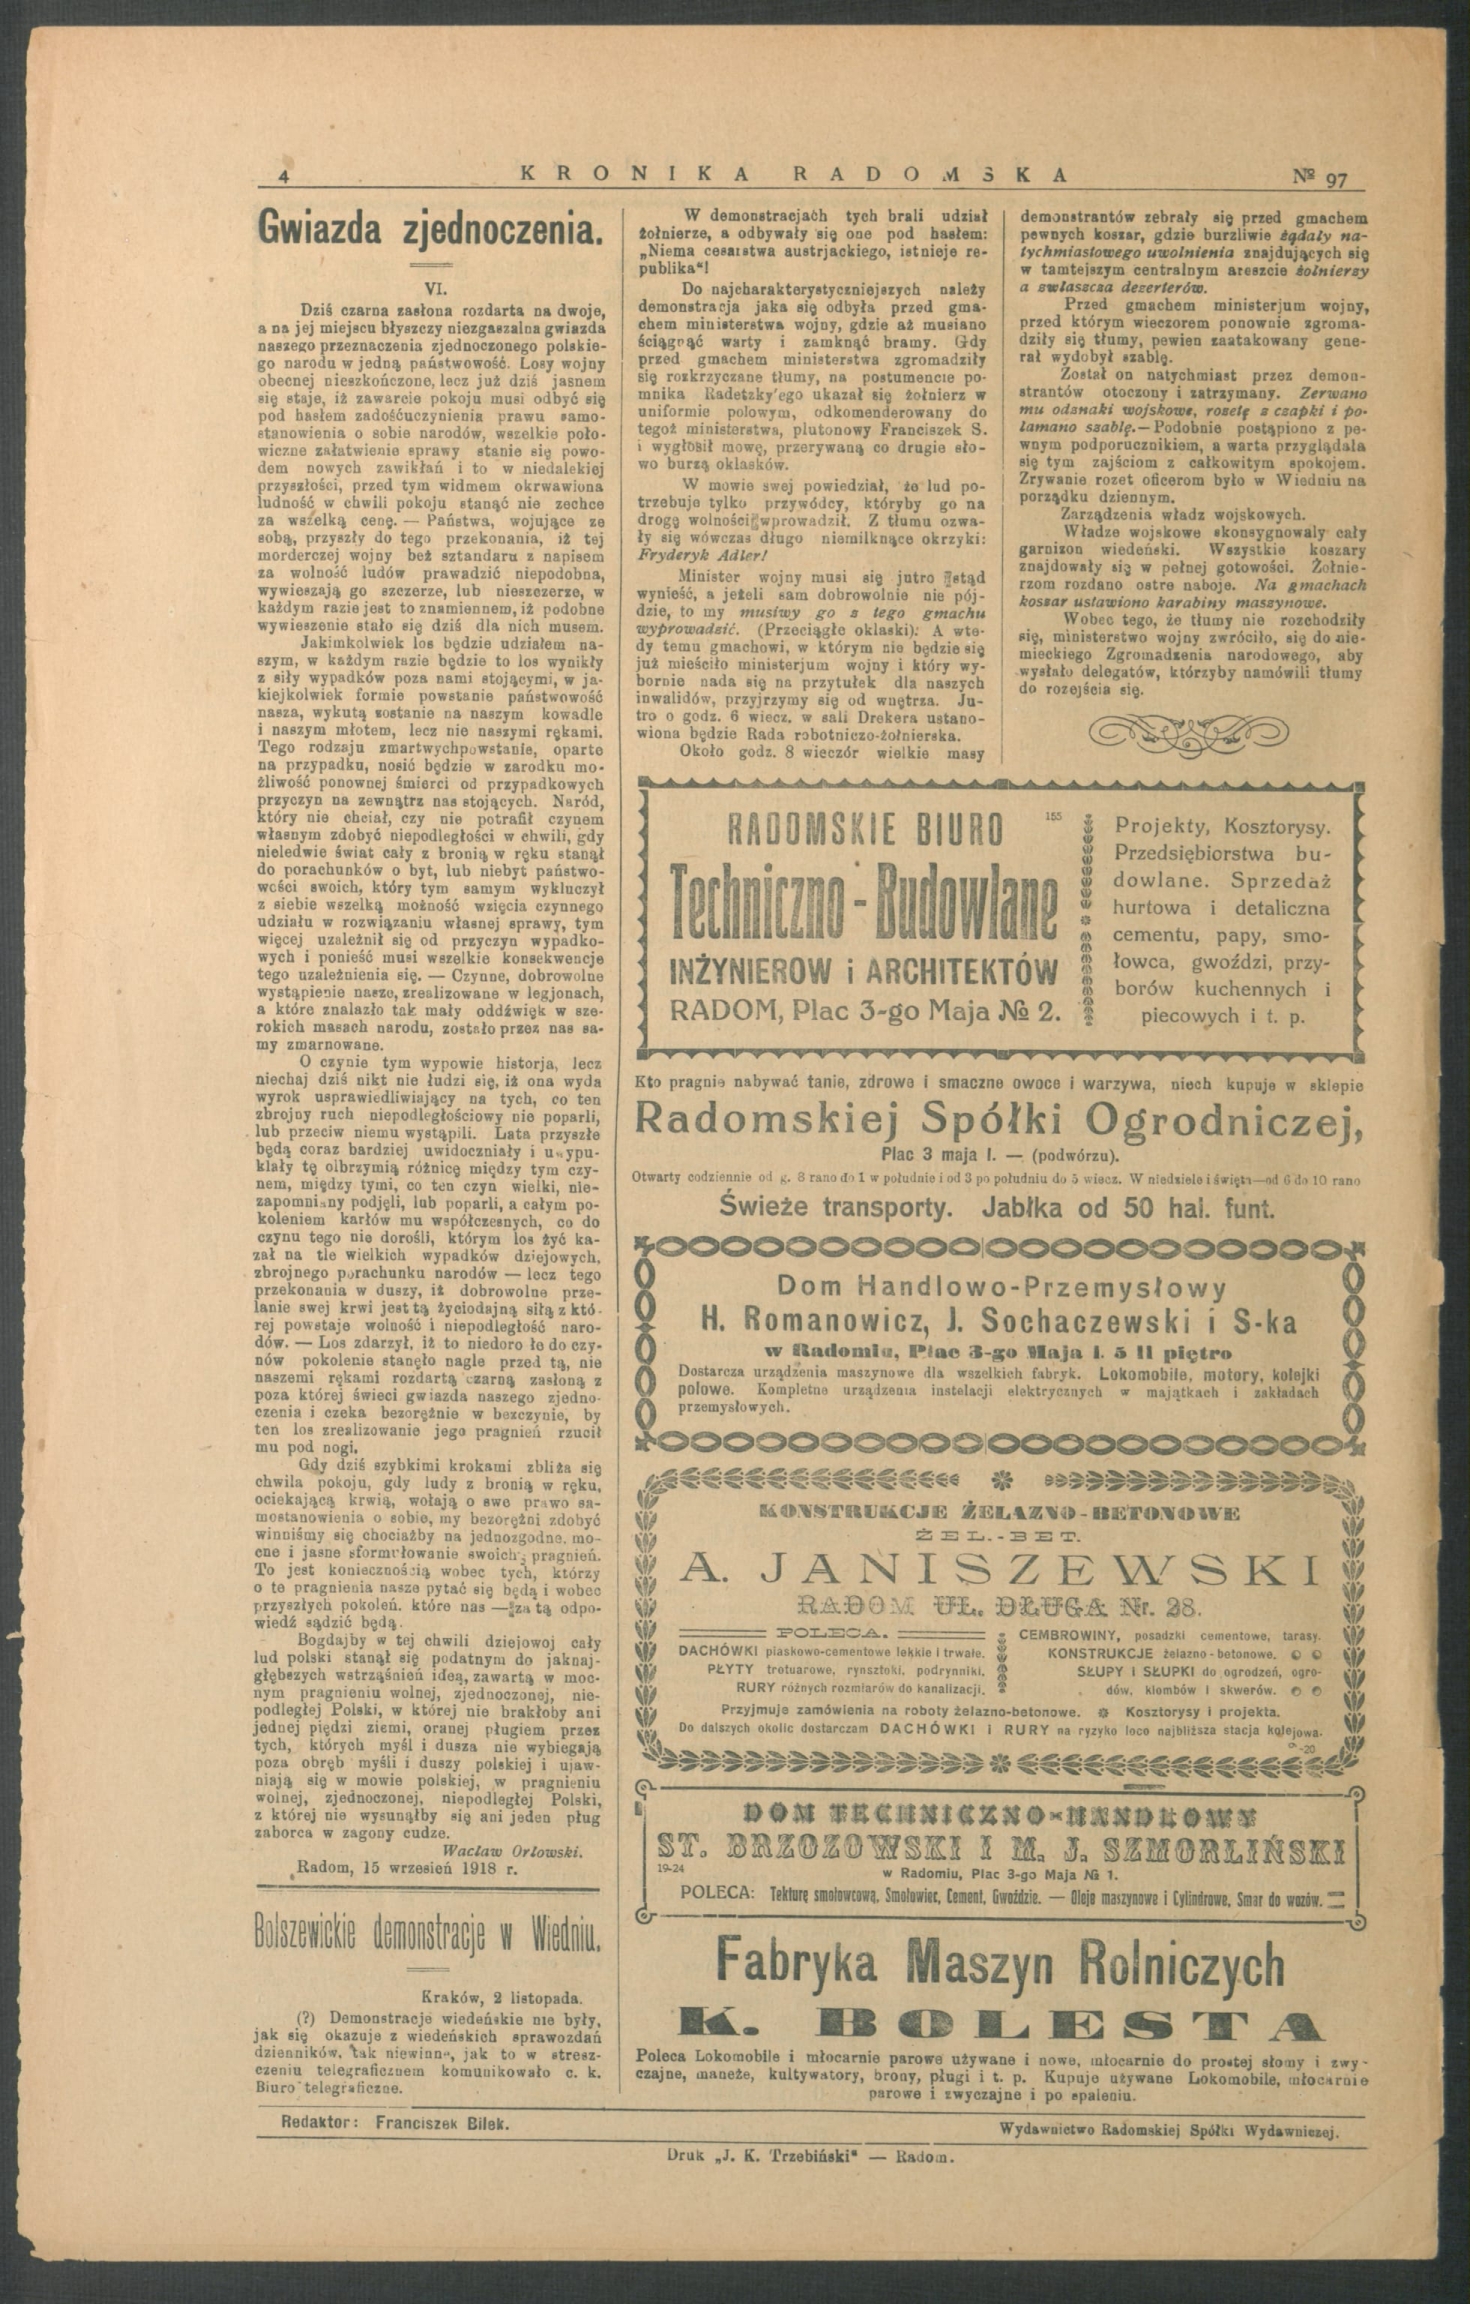 4
KRONIKA RADOMSKA
№ 97
Gwiazda zjednoczenia.
VI.
Dziś czarna zasłona rozdarta na dwoje,
a na jej miejscu błyszczy niezgaszalna gwiazda
naszego przeznaczenia zjednoczonego polskie-
go narodu w jedną państwowość. Losy wojny
obecnej nieszkończone, lecz już dziś jasnem
się staje, iż zawarcie pokoju musi odbyć się
pod hasłem zadośćuczynienia prawu samo-
stanowienia o sobie narodów, wszelkie poło-
wiczne załatwienie sprawy stanie się powo-
dem nowych zawikłań i to w niedalekiej
przyszłości, przed tym widmem okrwawiona
ludność w chwili pokoju stanąć nie zechce
za wszelką cenę. — Państwa, wojujące ze
sobą, przyszły do tego przekonania, iż tej
morderczej wojny bez sztandaru z napisem
za wolność ludów prawadzić niepodobna,
wywieszają go szczerze, lub nieszczerze, w
każdym razie jest to znamiennem, iż podobne
wywieszenie stało się dziś dla nich musem.
Jakimkolwiek los będzie udziałem na-
szym, w każdym razie będzie to los wynikły
z siły wypadków poza nami stojącymi, w ja-
kiejkolwiek formie powstanie państwowość
nasza, wykutą zostanie na naszym kowadle
i naszym młotem, lecz nie naszymi rękami.
Tego rodzaju zmartwychpowstanie, oparte
na przypadku, nosić będzie w zarodku mo-
żliwość ponownej śmierci od przypadkowych
przyczyn na zewnątrz nas stojących. Naród,
który nie chciał, czy nie potrafił czynem
własnym zdobyć niepodległości w chwili, gdy
nieledwie świat cały z bronią w ręku stanął
do porachunków o byt, lub niebyt państwo-
wości swoich, który tym samym wykluczył
z siebie wszelką możność wzięcia czynnego
udziału w rozwiązaniu własnej sprawy, tym
więcej uzależnił się od przyczyn wypadko-
wych i ponieść musi wszelkie konsekwencje
tego uzależnienia się. — Czynne, dobrowolne
wystąpienie nasze, zrealizowane w legjonach,
a które znalazło tak mały oddźwięk w sze-
rokich masach narodu, zostało przez nas sa-
my zmarnowane.
O czynie tym wypowie historja, lecz
niechaj dziś nikt nie łudzi się, iż ona wyda
wyrok usprawiedliwiający na tych, co ten
zbrojny ruch niepodległościowy nie poparli,
lub przeciw niemu wystąpili. Lata przyszłe
będą coraz bardziej uwidoczniały i uwypu-
klały tę olbrzymią różnicę między tym czy-
nem, między tymi, co ten czyn wielki, nie-
zapomniany podjęli, lub poparli, a całym po-
koleniem karłów mu współczesnych, co do
czynu tego nie dorośli, którym los żyć ka-
zał na tle wielkich wypadków dziejowych,
zbrojnego porachunku narodów — lecz tego
przekonania w duszy, iż dobrowolne prze-
lanie swej krwi jest tą życiodajną siłą z któ-
rej powstaje wolność i niepodległość naro-
dów. — Los zdarzył, iż to niedoro łe do czy-
nów pokolenie stanęło nagle przed tą, nie
naszemi rękami rozdartą czarną zasłoną z
poza której świeci gwiazda naszego zjedno-
czenia i czeka bezorężnie w bezczynie, by
ten los zrealizowanie jego pragnień rzucił
mu pod nogi.
Gdy dziś szybkimi krokami zbliża się
chwila pokoju, gdy ludy z bronią w ręku,
ociekającą krwią, wołają o swe prawo sa-
mostanowienia o sobie, my bezorężni zdobyć
winniśmy się chociażby na jednozgodne, mo-
cne i jasne sformułowanie swoich pragnień.
To jest koniecznością wobec tych, którzy
o te pragnienia nasze pytać się będą i wobec
przyszłych pokoleń, które nas — za tą odpo-
wiedź sądzić będą.
Bogdajby w tej chwili dziejowoj cały
lud polski stanął się podatnym do jaknaj-
głębszych wstrząśnień ideą, zawartą w moc-
nym pragnieniu wolnej, zjednoczonej, nie-
podległej Polski, w której nie brakłoby ani
jednej piędzi ziemi, oranej pługiem przez
tych, których myśl i dusza nie wybiegają
poza obręb myśli i duszy polskiej i ujaw-
niają się w mowie polskiej, w pragnieniu
wolnej, zjednoczonej, niepodległej Polski,
z której nie wysunąłby się ani jeden pług
zaborca w zagony cudze.
Wacław Orłowski.
Radom, 15 wrzesień 1918 r.
Bolszewickie demonstracje w Wiedniu.
Kraków, 2 listopada.
(?) Demonstracje wiedeńskie nie były,
jak się okazuje z wiedeńskich sprawozdań
dzienników, tak niewinne, jak to w stresz-
czeniu telegraficznem komunikowało c. k.
Biuro telegraficzne.
W demonstracjach tych brali udział
żołnierze, a odbywały się one pod hasłem:
„Niema cesarstwa austrjackiego, istnieje re-
publika“!
Do najcharakterystyczniejszych należy
demonstracja jaka się odbyła przed gma-
chem ministerstwa wojny, gdzie aż musiano
ściągnąć warty i zamknąć bramy. Gdy
przed gmachem ministerstwa zgromadziły
się rozkrzyczane tłumy, na postumencie po-
mnika Radetzky'ego ukazał się żołnierz w
uniformie polowym, odkomenderowany do
tegoż ministerstwa, plutonowy Franciszek S.
i wygłosił mowę, przerywaną co drugie sło-
wo burzą oklasków.
W mowie swej powiedział, że lud po-
trzebuje tylko przywódcy, któryby go na
drogę wolności wprowadził. Z tłumu ozwa-
ły się wówczas długo niemilknące okrzyki:
Fryderyk Adler!
Minister wojny musi się jutro stąd
wynieść, a jeżeli sam dobrowolnie nie pój-
dzie, to my musiwy go z tego gmachu
wyprowadzić. (Przeciągłe oklaski). A wte-
dy temu gmachowi, w którym nie będzie się
już mieściło ministerjum wojny i który wy-
bornie nada się na przytułek dla naszych
inwalidów, przyjrzymy się od wnętrza. Ju-
tro o godz. 6 wiecz. w sali Drekera ustano-
wiona będzie Rada robotniczo-żołnierska.
Około godz. 8 wieczór wielkie masy
demonstrantów zebrały się przed gmachem
pewnych koszar, gdzie burzliwie żądały na-
tychmiastowego uwolnienia znajdujących się
w tamtejszym centralnym areszcie żołnierzy
a zwłaszcza dezerterów.
Przed gmachem ministerjum wojny,
przed którym wieczorem ponownie zgroma-
dziły się tłumy, pewien zaatakowany gene-
rał wydobył szablę.
Został on natychmiast przez demon-
strantów otoczony i zatrzymany. Zerwano
mu odznaki wojskowe, rozetę z czapki i po-
łamano szablę.—Podobnie postąpiono z pe-
wnym podporucznikiem, a warta przyglądała
się tym zajściom z całkowitym spokojem.
Zrywanie rozet oficerom było w Wiedniu na
porządku dziennym.
Zarządzenia władz wojskowych.
Władze wojskowe skonsygnowały cały
garnizon wiedeński. Wszystkie koszary
znajdowały się w pełnej gotowości. Żołnie-
rzom rozdano ostre naboje. Na gmachach
koszar ustawiono karabiny maszynowe.
Wobec tego, że tłumy nie rozchodziły
się, ministerstwo wojny zwróciło, się do nie-
mieckiego Zgromadzenia narodowego, aby
wysłało delegatów, którzyby namówili tłumy
do rozejścia się.
RADOMSKIE BIURO
155
Techniczno-Budowlane
INŻYNIEROW i ARCHITEKTÓW
RADOM, Plac 3-go Maja № 2.
Projekty, Kosztorysy.
Przedsiębiorstwa bu-
dowlane. Sprzedaż
hurtowa i detaliczna
cementu, papy, smo-
łowca, gwoździ, przy-
borów kuchennych i
piecowych i t. p.
Kto pragnie nabywać tanie, zdrowe i smaczne owoce i warzywa, niech kupuje w sklepie
Radomskiej Spółki Ogrodniczej,
Plac 3 maja I. — (podwórzu).
Otwarty codziennie od g. 8 rano do 1 w południe i od 3 po południu do 5 wiecz. W niedziele i święta—od 6 do 10 rano
Świeże transporty. Jabłka od 50 hal. funt.
Dom Handlowo-Przemysłowy
H. Romanowicz, J. Sochaczewski i S-ka
w Radomiu, Plac 3-go Maja l. 5 II piętro
Dostarcza urządzenia maszynowe dla wszelkich fabryk. Lokomobile, motory, kolejki
polowe. Kompletne urządzenia instelacji elektrycznych w majątkach i zakładach
przemysłowych.
KONSTRUKCJE ŻELAZNO-BETONOWE
ŻEL.-BET.
A. JANISZEWSKI
RADOM UL. DŁUGA Nr. 28.
POLECA.
DACHÓWKI piaskowo-cementowe lekkie i trwałe.
PŁYTY trotuarowe, rynsztoki, podrynniki.
RURY różnych rozmiarów do kanalizacji.
CEMBROWINY, posadzki cementowe, tarasy.
KONSTRUKCJE żelazno-betonowe.
SŁUPY i SŁUPKI do ogrodzeń, ogro-
dów, klombów i skwerów.
Przyjmuje zamówienia na roboty żelazno-betonowe. Kosztorysy i projekta.
Do dalszych okolic dostarczam DACHÓWKI i RURY na ryzyko loco najbliższa stacja kolejowa.
-20
DOM TECHNICZNO-HANDLOWY
ST. BRZOZOWSKI I M. J. SZMORLIŃSKI
19-24
w Radomiu, Plac 3-go Maja № 1.
POLECA: Tekturę smołowcową, Smołowiec, Cement, Gwoździe. — Oleje maszynowe i Cylindrowe, Smar do wozów.
Fabryka Maszyn Rolniczych
K. BOLESTA
Poleca Lokomobile i młocarnie parowe używane i nowe, młocarnie do prostej słomy i zwy-
czajne, maneże, kultywatory, brony, pługi i t. p. Kupuje używane Lokomobile, młocarnie
parowe i zwyczajne i po spaleniu.
Redaktor: Franciszek Bilek.
Wydawnictwo Radomskiej Spółki Wydawniczej.
Druk „J. K. Trzebiński“ — Radom.